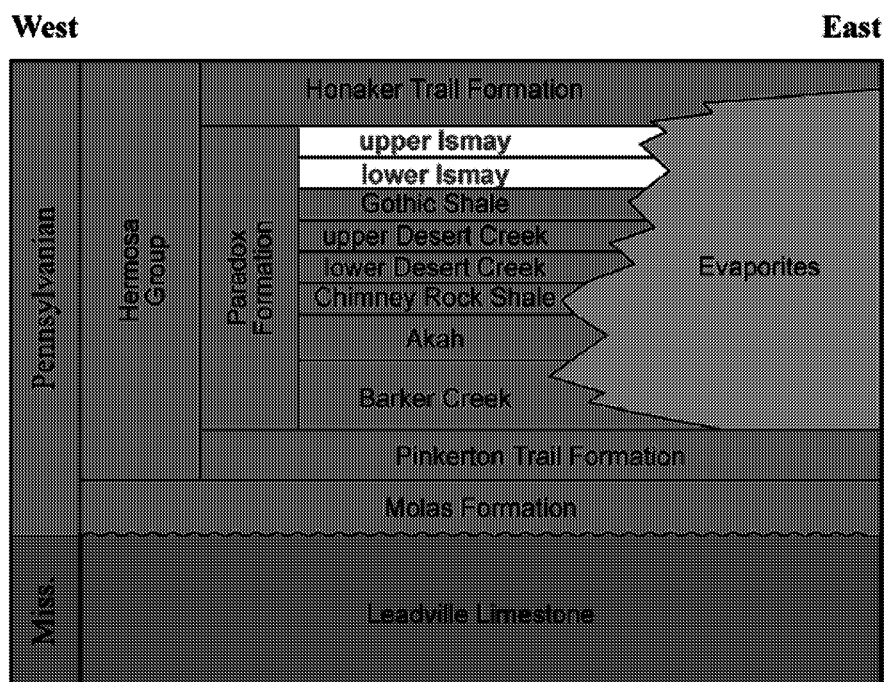 West
East
Honaker Trail Formation
upper Ismay
lower Ismay
Gothic Shale
upper Desert Creek
lower Desert Creek
Chimney Rock Shale
Akah
Barker Creek
Evaporites
Pennsylvanian
Hermosa
Group
Paradox
Formation
Pinkerton Trail Formation
Molas Formation
Miss.
Leadville Limestone